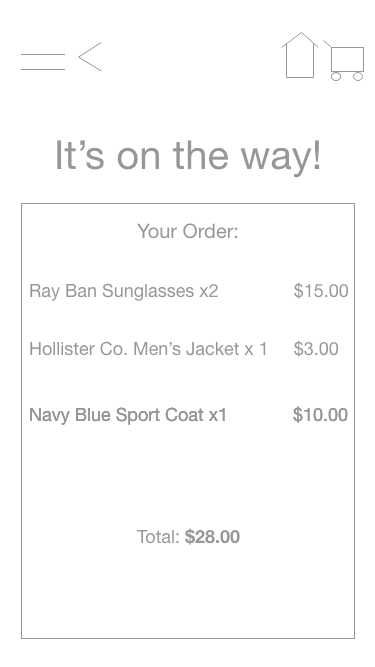 It’s on the way!
Your Order:
Ray Ban Sunglasses x2 $15.00
Hollister Co. Men’s Jacket x 1 $3.00
Navy Blue Sport Coat x1 $10.00
Total: $28.00